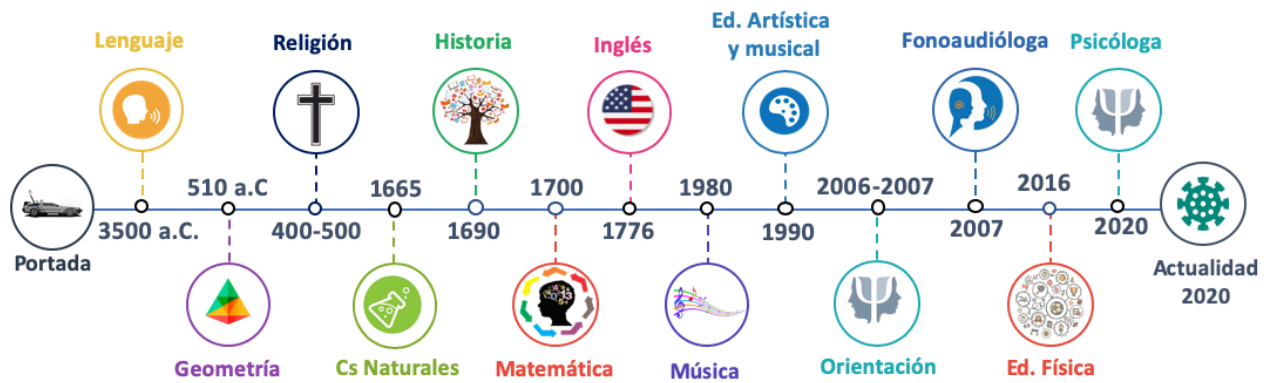 Lenguaje
Religión
Historia
Inglés
Ed. Artística
y musical
Fonoaudióloga
Psicóloga
Portada
3500 a.C.
510 a.C
400-500
1665
1690
1700
1776
1980
1990
2006-2007
2007
2016
2020
Actualidad
2020
Geometría
Cs Naturales
Matemática
Música
Orientación
Ed. Física